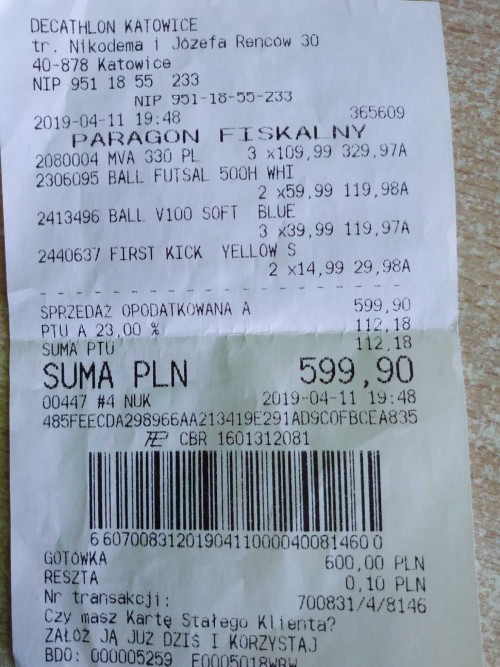 DECATHLON KATOWICE
tr. Nikodema i Józefa Renców 30
40-878 Katowice
NIP 951 18 55 233
NIP 951-18-55-233
2019-04-11 19:48 365609
PARAGON FISKALNY
2080004 MVA 330 PL 3 x109,99 329,97A
2306095 BALL FUTSAL 500H WHI
2 x59,99 119,98A
2413496 BALL V100 SOFT BLUE
3 x39,99 119,97A
2440637 FIRST KICK YELLOW S
2 x14,99 29,98A
SPRZEDAŻ OPODATKOWANA A 599,90
PTU A 23,00 % 112,18
SUMA PTU 112,18
SUMA PLN 599,90
00447 #4 NUK 2019-04-11 19:48
485FEECDA298966AA213419E291AD9C0FBCEA835
CBR 1601312081
6 607008312019041100000400814600 0
GOTÓWKA 600,00 PLN
RESZTA 0,10 PLN
Nr transakcji: 700831/4/8146
Czy masz Kartę Stałego Klienta?
ZAŁÓŻ JĄ JUŻ DZIŚ I KORZYSTAJ
BDO: 000005259 E0005018WBW